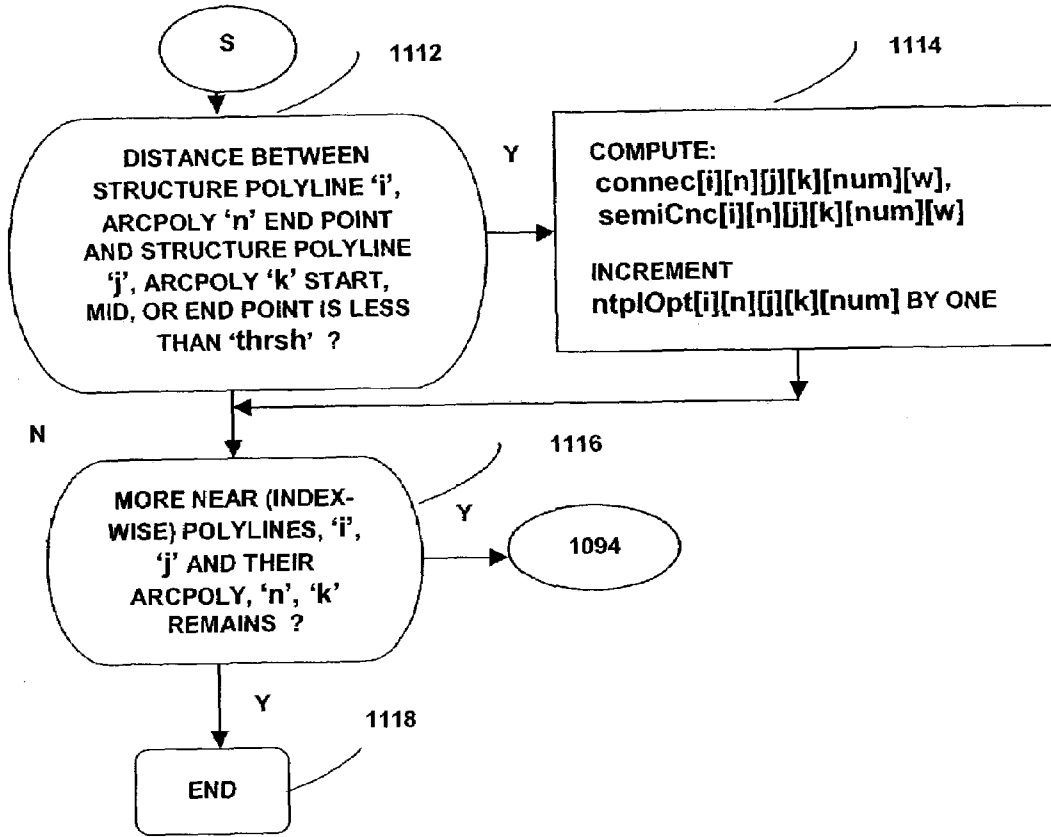 S
1112
DISTANCE BETWEEN
STRUCTURE POLYLINE 'i',
ARCPOLY 'n' END POINT
AND STRUCTURE POLYLINE
'j', ARCPOLY 'k' START,
MID, OR END POINT IS LESS
THAN 'thrsh' ?
Y
1114
COMPUTE:
connec[i][n][j][k][num][w],
semiCnc[i][n][j][k][num][w]
INCREMENT
ntplOpt[i][n][j][k][num] BY ONE
N
1116
MORE NEAR (INDEX-
WISE) POLYLINES, 'i',
'j' AND THEIR
ARCPOLY, 'n', 'k'
REMAINS ?
Y
1094
Y
1118
END